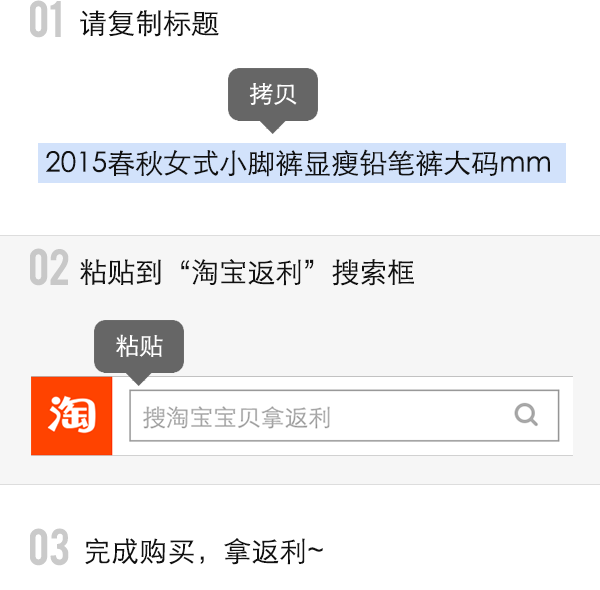 01 请复制标题
拷贝
2015春秋女式小脚裤显瘦铅笔裤大码mm
02 粘贴到“淘宝返利”搜索框
粘贴
淘 搜淘宝宝贝拿返利
03 完成购买，拿返利~